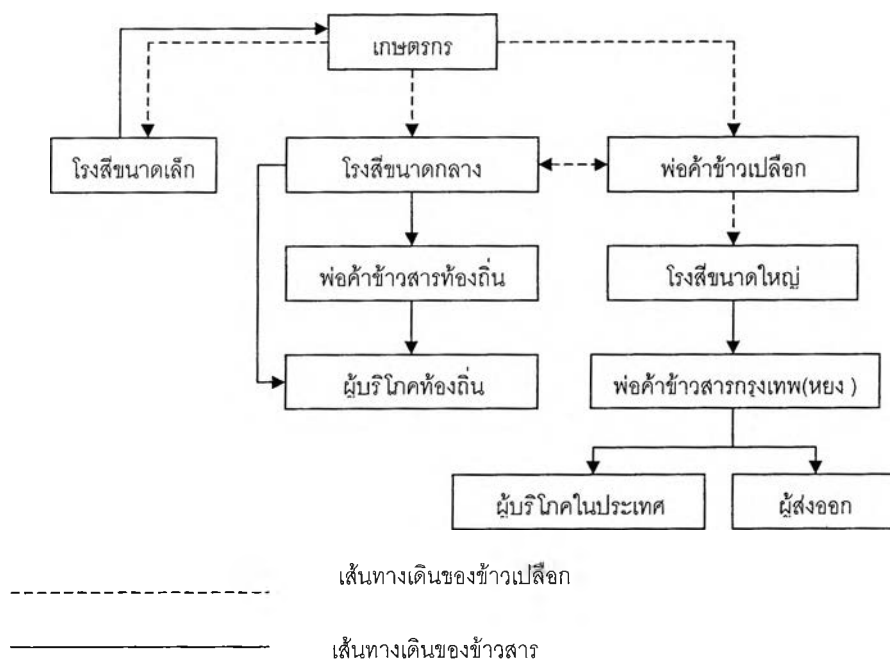 เกษตรกร
โรงสีขนาดเล็ก
โรงสีขนาดกลาง
พ่อค้าข้าวเปลือก
พ่อค้าข้าวสารท้องถิ่น
โรงสีขนาดใหญ่
ผู้บริโภคท้องถิ่น
พ่อค้าข้าวสารกรุงเทพ(หยง )
ผู้บริโภคในประเทศ
ผู้ส่งออก
เส้นทางเดินของข้าวเปลือก
เส้นทางเดินของข้าวสาร